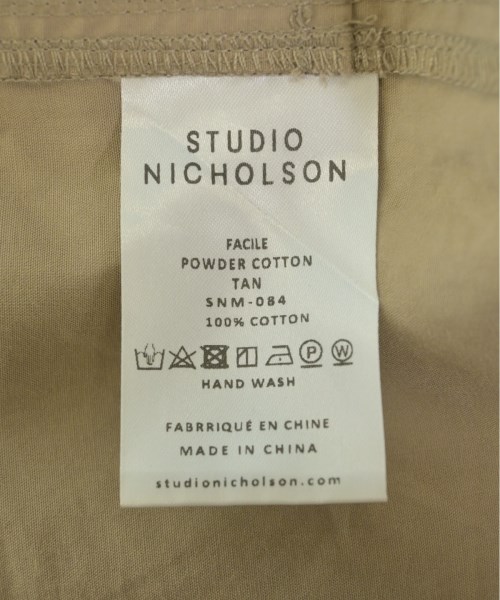 STUDIO
NICHOLSON
FACILE
POWDER COTTON
TAN
SNM-084
100% COTTON
P W
HAND WASH
FABRRIQUÉ EN CHINE
MADE IN CHINA
studionicholson.com